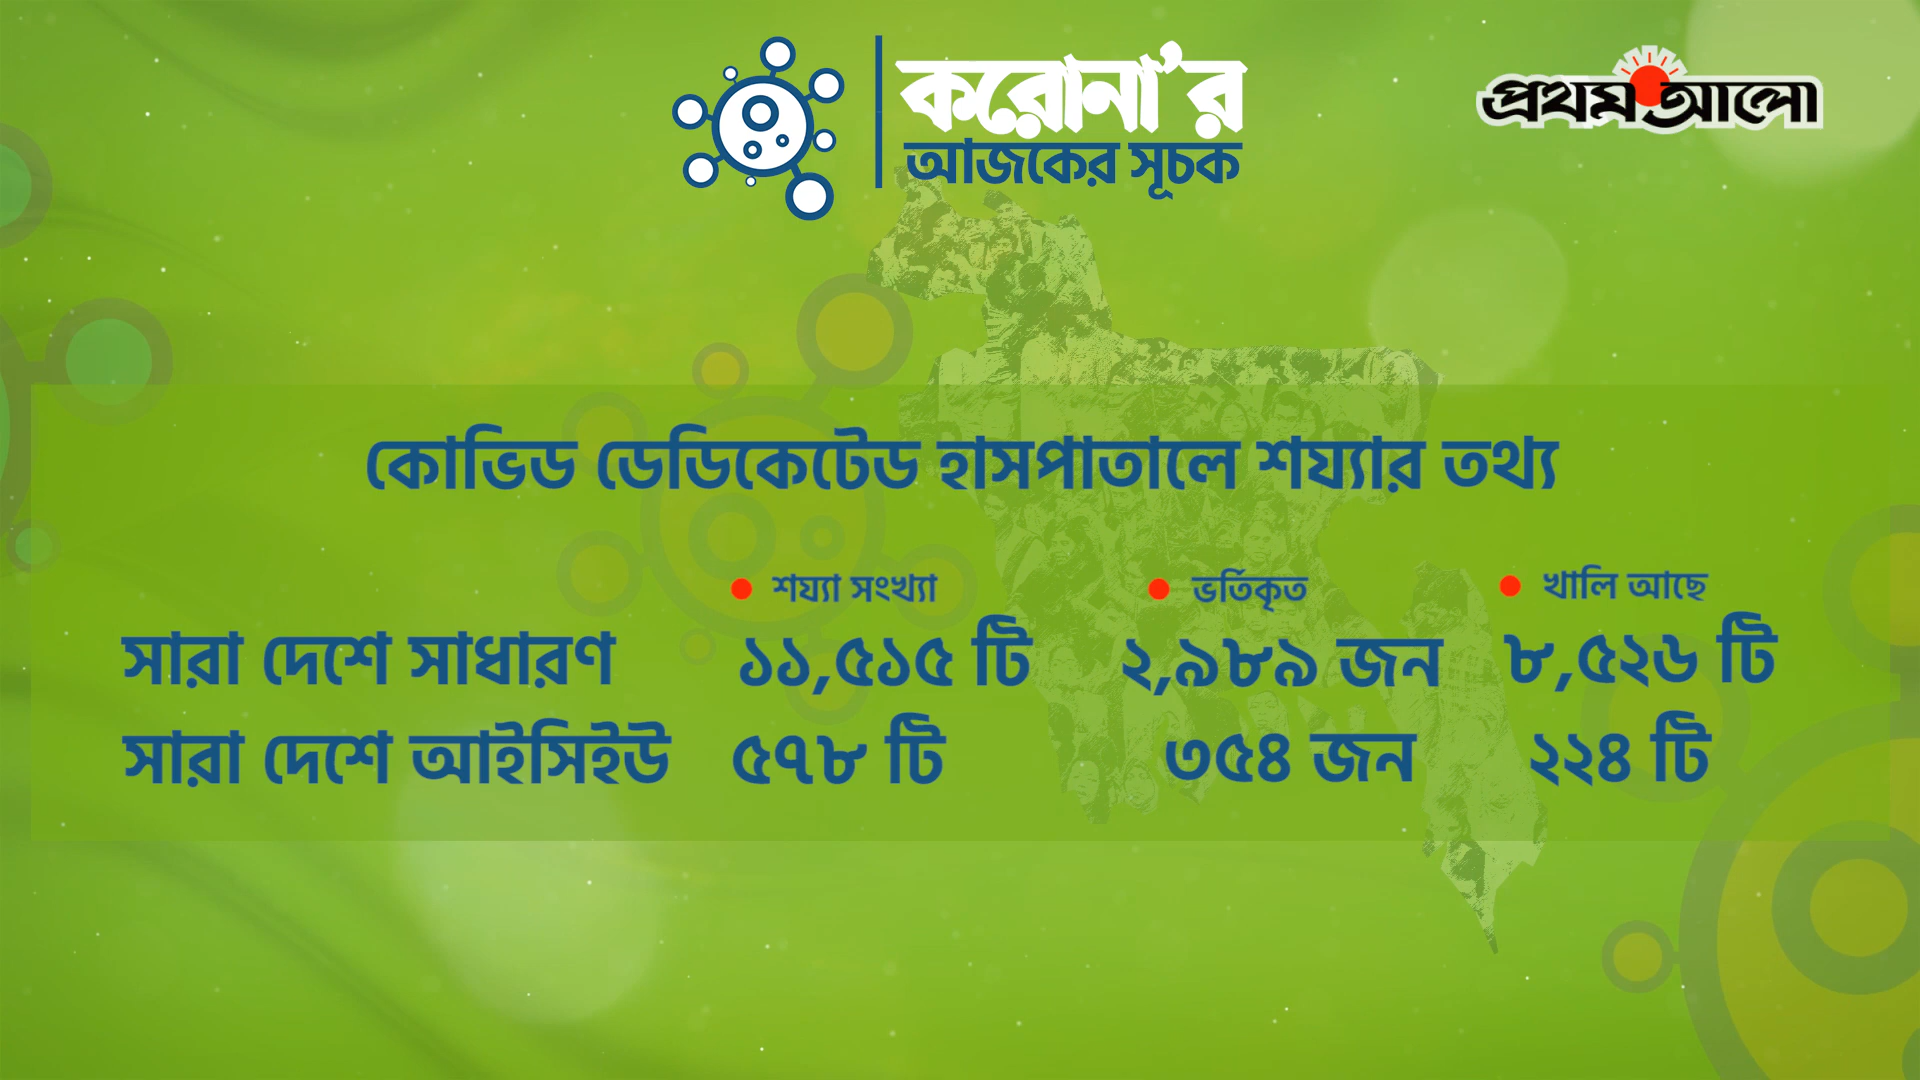 করোনা'র
আজকের সূচক
প্রথম আলো
কোভিড ডেডিকেটেড হাসপাতালে শয্যার তথ্য
শয্যা সংখ্যা ভর্তিকৃত খালি আছে
সারা দেশে সাধারণ ১১,৫১৫ টি ২,৯৮৯ জন ৮,৫২৬ টি
সারা দেশে আইসিইউ ৫৭৮ টি ৩৫৪ জন ২২৪ টি